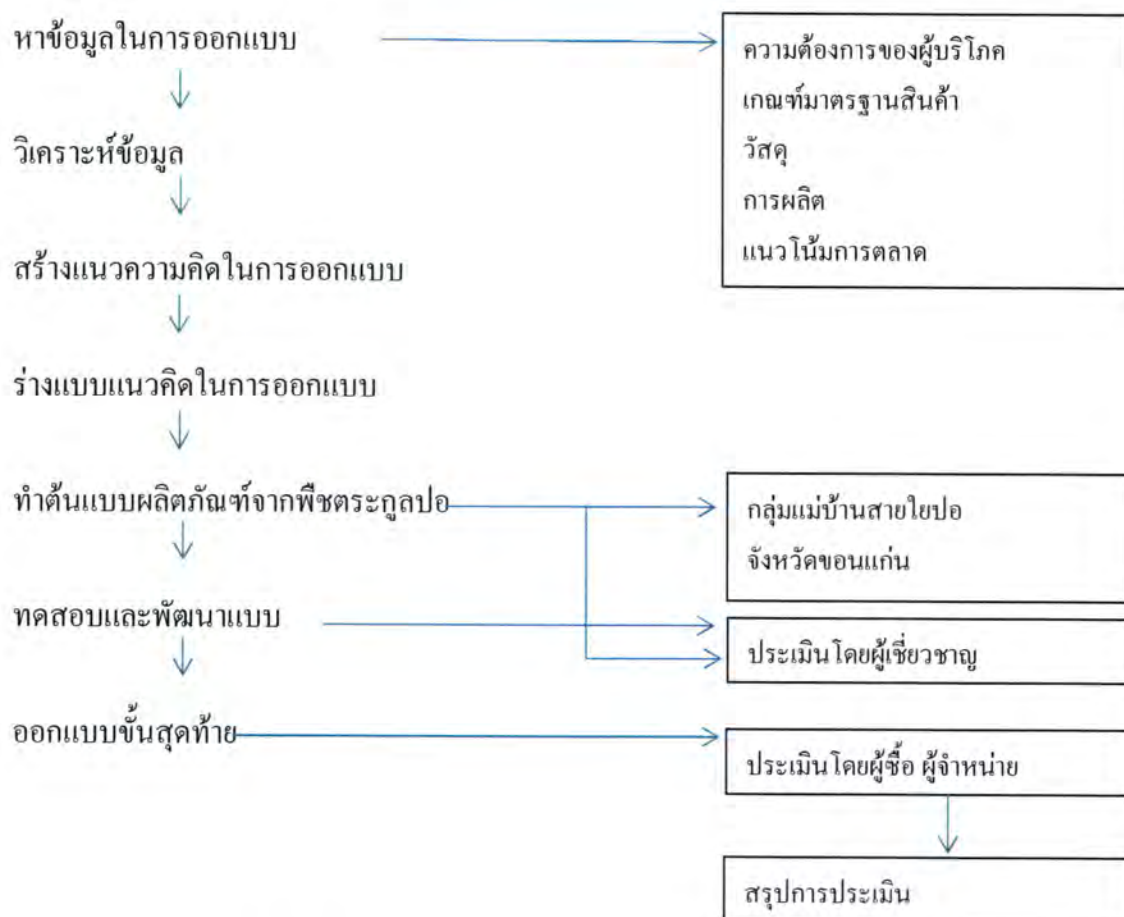 หาข้อมูลในการออกแบบ
ความต้องการของผู้บริโภค
เกณฑ์มาตรฐานสินค้า
วัสดุ
การผลิต
แนวโน้มการตลาด
วิเคราะห์ข้อมูล
สร้างแนวความคิดในการออกแบบ
ร่างแบบแนวคิดในการออกแบบ
ทำต้นแบบผลิตภัณฑ์จากพืชตระกูลปอ
กลุ่มแม่บ้านสายใยปอ
จังหวัดขอนแก่น
ทดสอบและพัฒนาแบบ
ประเมินโดยผู้เชี่ยวชาญ
ออกแบบขั้นสุดท้าย
ประเมินโดยผู้ซื้อ ผู้จำหน่าย
สรุปการประเมิน